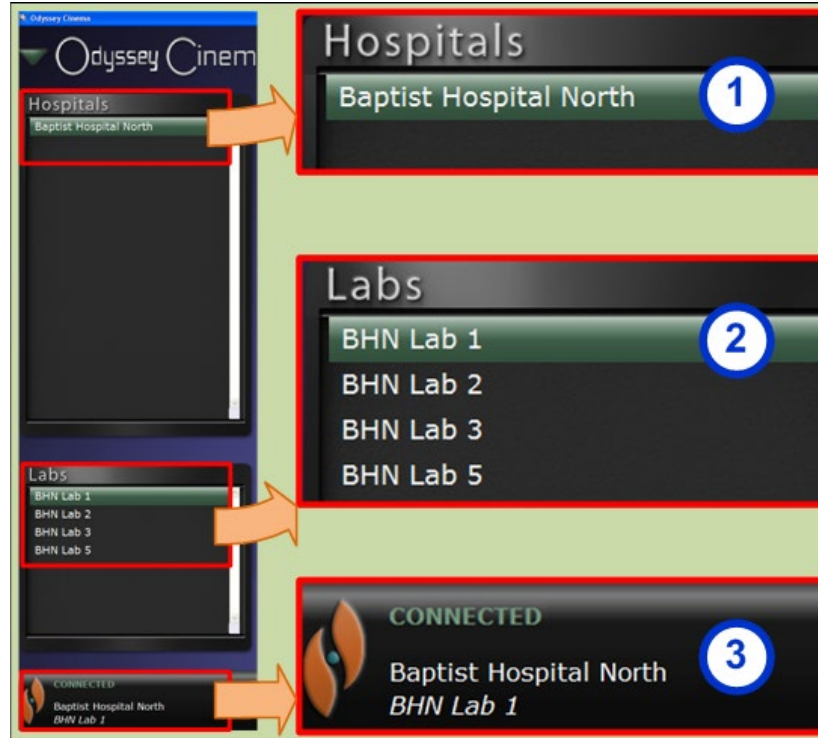 Odyssey Cinema
Odyssey Cinem
Hospitals
Baptist Hospital North
Labs
BHN Lab 1
BHN Lab 2
BHN Lab 3
BHN Lab 5
CONNECTED
Baptist Hospital North
BHN Lab 1
Hospitals
Baptist Hospital North
1
Labs
BHN Lab 1
2
BHN Lab 2
BHN Lab 3
BHN Lab 5
CONNECTED
3
Baptist Hospital North
BHN Lab 1